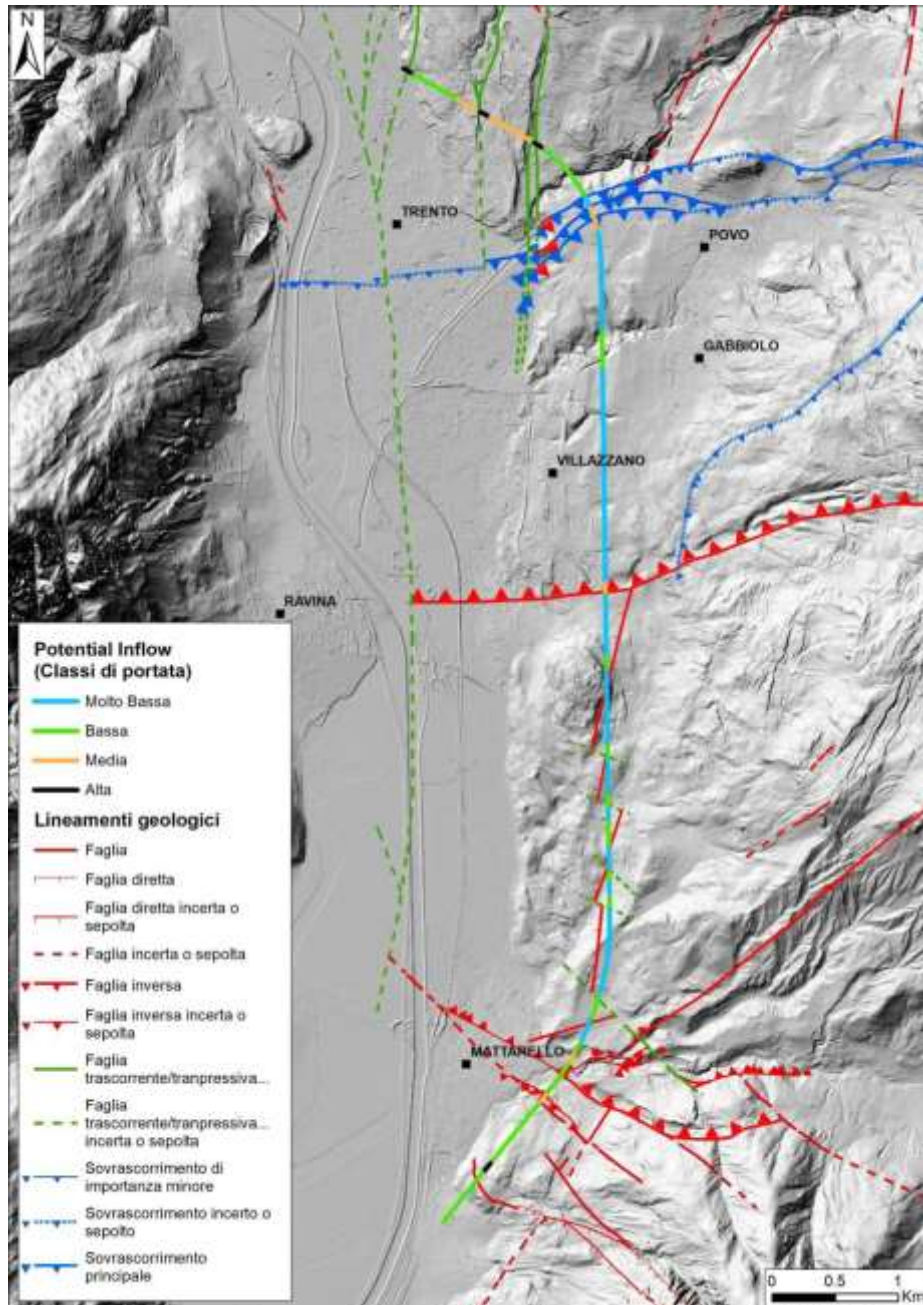 N
TRENTO
POVO
GABBIOLO
VILLAZZANO
RAVINA
MATTARELLO
Potential Inflow
(Classi di portata)
Molto Bassa
Bassa
Media
Alta
Lineamenti geologici
Faglia
Faglia diretta
Faglia diretta incerta o
sepolta
Faglia incerta o sepolta
Faglia inversa
Faglia inversa incerta o
sepolta
Faglia
trascorrente/tranpressiva...
Faglia
trascorrente/tranpressiva...
incerta o sepolta
Sovrascorrimento di
importanza minore
Sovrascorrimento incerto o
sepolto
Sovrascorrimento
principale
0 0.5 1
Km